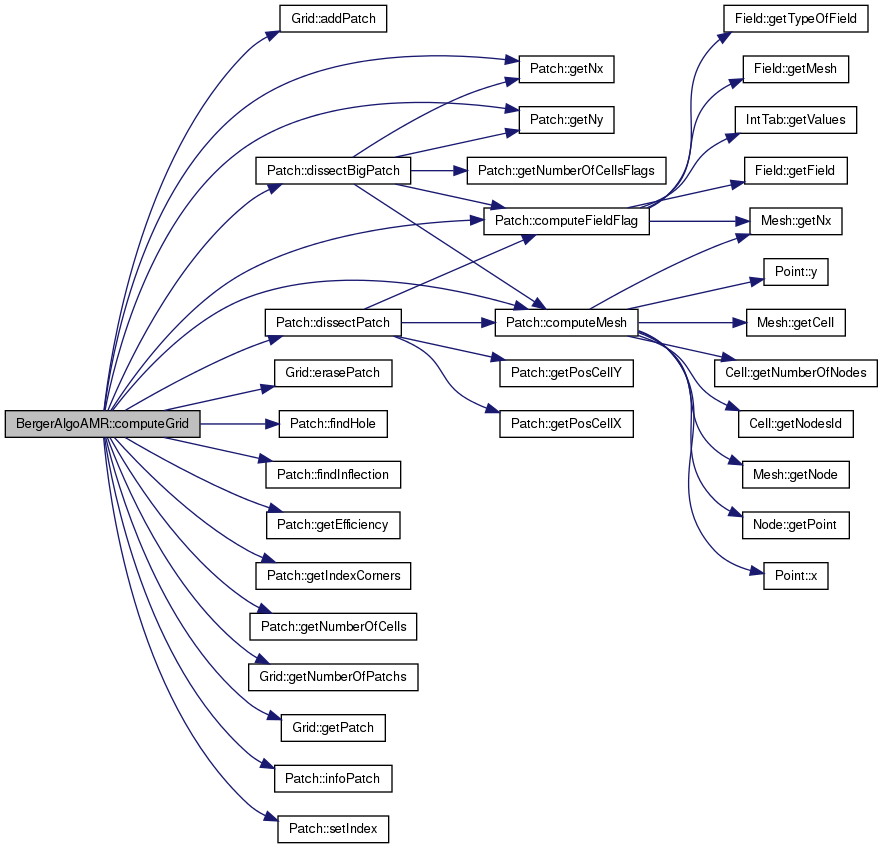 BergerAlgoAMR::computeGrid
Grid::addPatch
Patch::dissectBigPatch
Patch::dissectPatch
Grid::erasePatch
Patch::findHole
Patch::findInflection
Patch::getEfficiency
Patch::getIndexCorners
Patch::getNumberOfCells
Grid::getNumberOfPatchs
Grid::getPatch
Patch::infoPatch
Patch::setIndex
Patch::getNx
Patch::getNy
Patch::getNumberOfCellsFlags
Patch::computeFieldFlag
Patch::computeMesh
Patch::getPosCellY
Patch::getPosCellX
Field::getTypeOfField
Field::getMesh
IntTab::getValues
Field::getField
Mesh::getNx
Point::y
Mesh::getCell
Cell::getNumberOfNodes
Cell::getNodesId
Mesh::getNode
Node::getPoint
Point::x